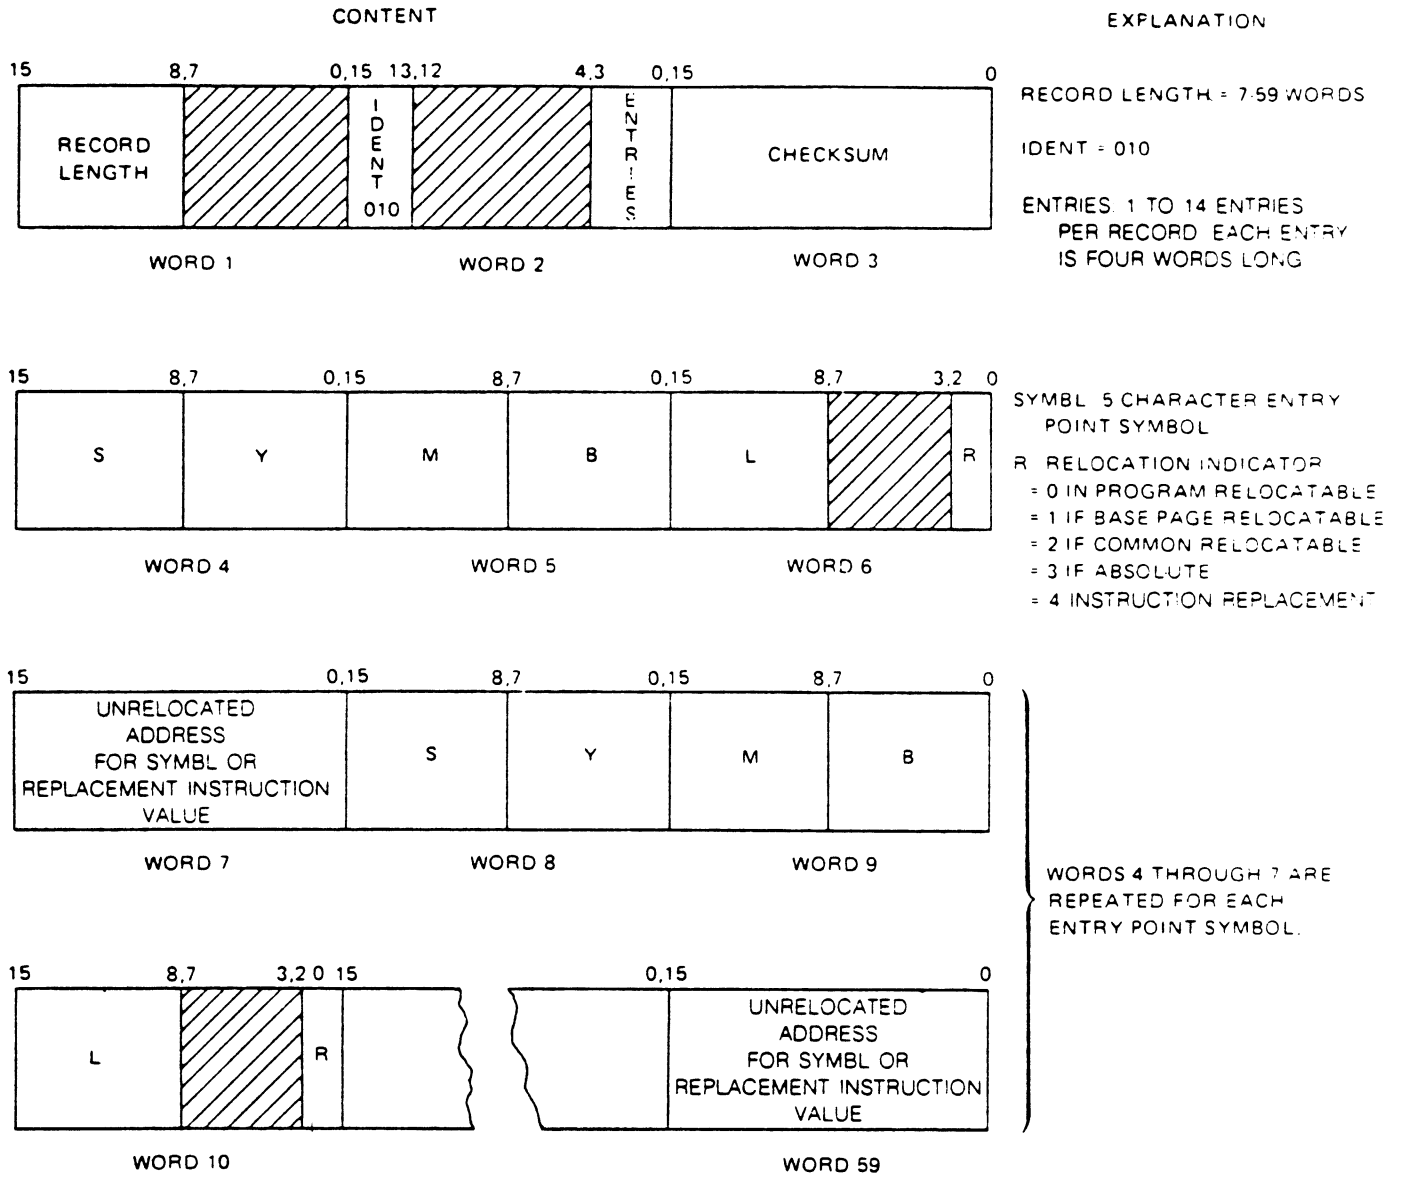 CONTENT
EXPLANATION
15 8,7 0,15 13,12 4,3 0,15 0
RECORD LENGTH
IDENT 010
ENTRIES
CHECKSUM
WORD 1 WORD 2 WORD 3
RECORD LENGTH = 7-59 WORDS
IDENT = 010
ENTRIES. 1 TO 14 ENTRIES
PER RECORD EACH ENTRY
IS FOUR WORDS LONG
15 8,7 0,15 8,7 0,15 8,7 3,2 0
S Y M B L R
WORD 4 WORD 5 WORD 6
SYMBL 5 CHARACTER ENTRY
POINT SYMBOL
R RELOCATION INDICATOR
= 0 IN PROGRAM RELOCATABLE
= 1 IF BASE PAGE RELOCATABLE
= 2 IF COMMON RELOCATABLE
= 3 IF ABSOLUTE
= 4 INSTRUCTION REPLACEMENT
15 0,15 8,7 0,15 8,7 0
UNRELOCATED
ADDRESS
FOR SYMBL OR
REPLACEMENT INSTRUCTION
VALUE
S Y M B
WORD 7 WORD 8 WORD 9
WORDS 4 THROUGH 7 ARE
REPEATED FOR EACH
ENTRY POINT SYMBOL.
15 8,7 3,2 0 15 0,15 0
L R
UNRELOCATED
ADDRESS
FOR SYMBL OR
REPLACEMENT INSTRUCTION
VALUE
WORD 10 WORD 59